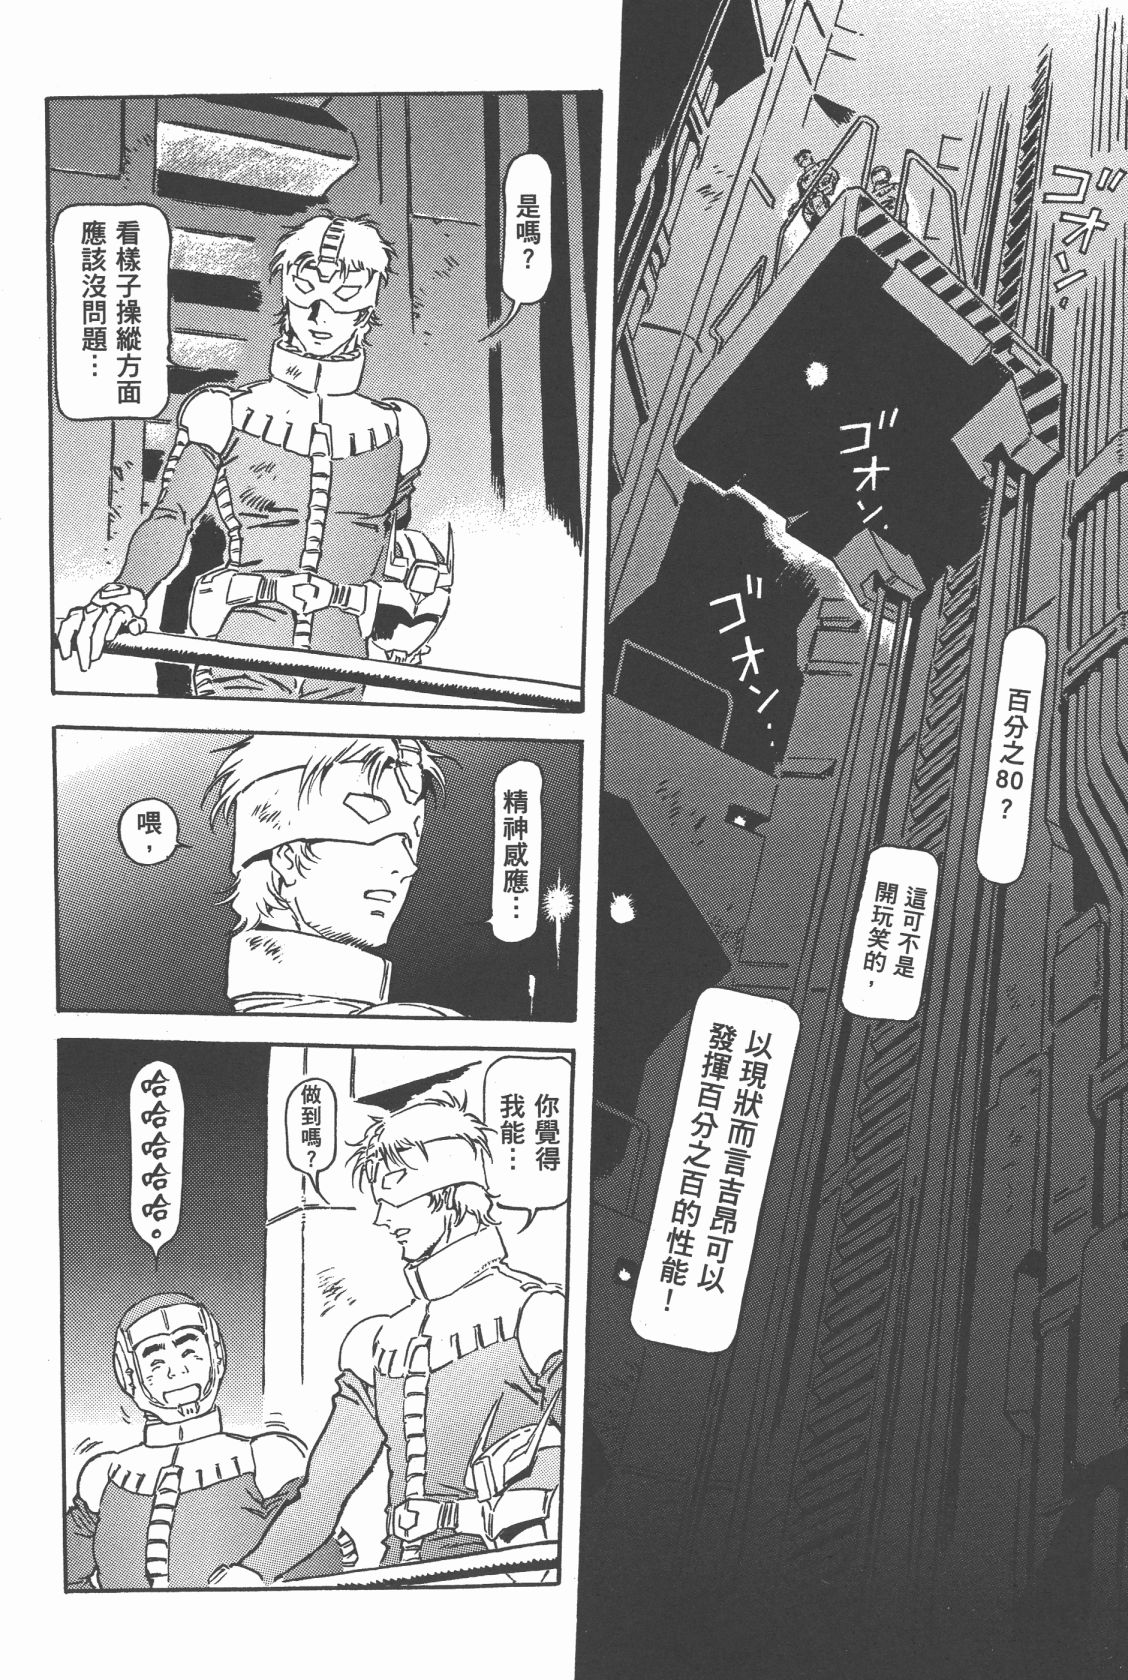 ゴオン.
ゴオン.
ゴオン..
百分之80？
這可不是
開玩笑的，
以現狀而言吉昂可以
發揮百分之百的性能！
是嗎？
看樣子操縱方面
應該沒問題…
精神感應…
喂，
你覺得
我能…
做到嗎？
哈哈哈哈哈。